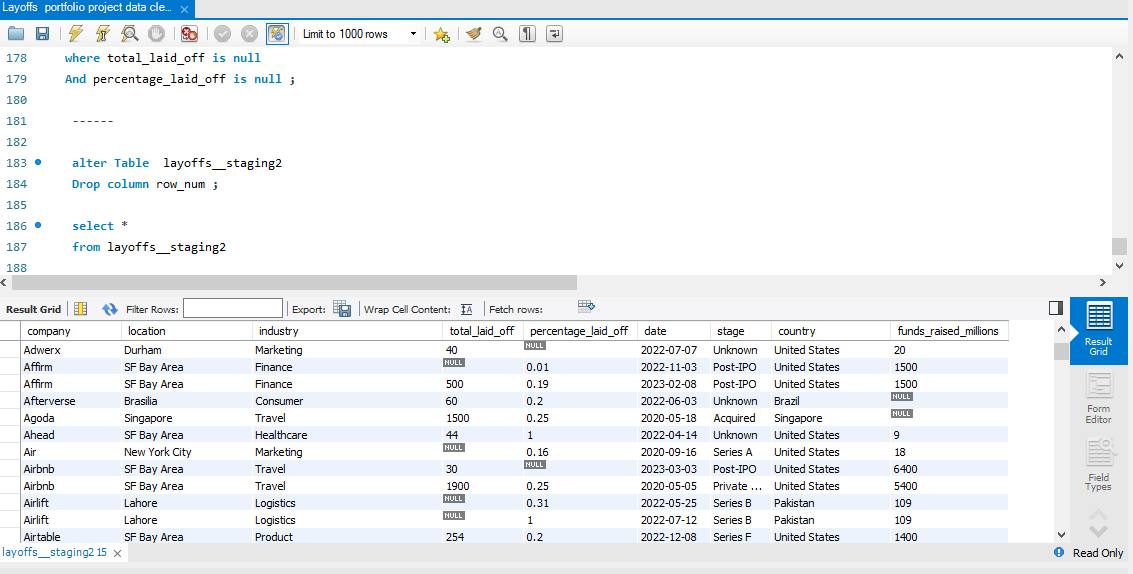 Layoffs portfolio project data cle...
Limit to 1000 rows
178 where total_laid_off is null
179 And percentage_laid_off is null ;
180
181 ------
182
183 alter Table layoffs__staging2
184 Drop column row_num ;
185
186 select *
187 from layoffs__staging2
188
Result Grid Filter Rows: Export: Wrap Cell Content: Fetch rows:
company location industry total_laid_off percentage_laid_off date stage country funds_raised_millions
Adwerx Durham Marketing 40 NULL 2022-07-07 Unknown United States 20
Affirm SF Bay Area Finance NULL 0.01 2022-11-03 Post-IPO United States 1500
Affirm SF Bay Area Finance 500 0.19 2023-02-08 Post-IPO United States 1500
Afterverse Brasilia Consumer 60 0.2 2022-06-03 Unknown Brazil NULL
Agoda Singapore Travel 1500 0.25 2020-05-18 Acquired Singapore NULL
Ahead SF Bay Area Healthcare 44 1 2022-04-14 Unknown United States 9
Air New York City Marketing NULL 0.16 2020-09-16 Series A United States 18
Airbnb SF Bay Area Travel 30 NULL 2023-03-03 Post-IPO United States 6400
Airbnb SF Bay Area Travel 1900 0.25 2020-05-05 Private ... United States 5400
Airlift Lahore Logistics NULL 0.31 2022-05-25 Series B Pakistan 109
Airlift Lahore Logistics NULL 1 2022-07-12 Series B Pakistan 109
Airtable SF Bay Area Product 254 0.2 2022-12-08 Series F United States 1400
Result
Grid
Form
Editor
Field
Types
layoffs__staging2 15
Read Only